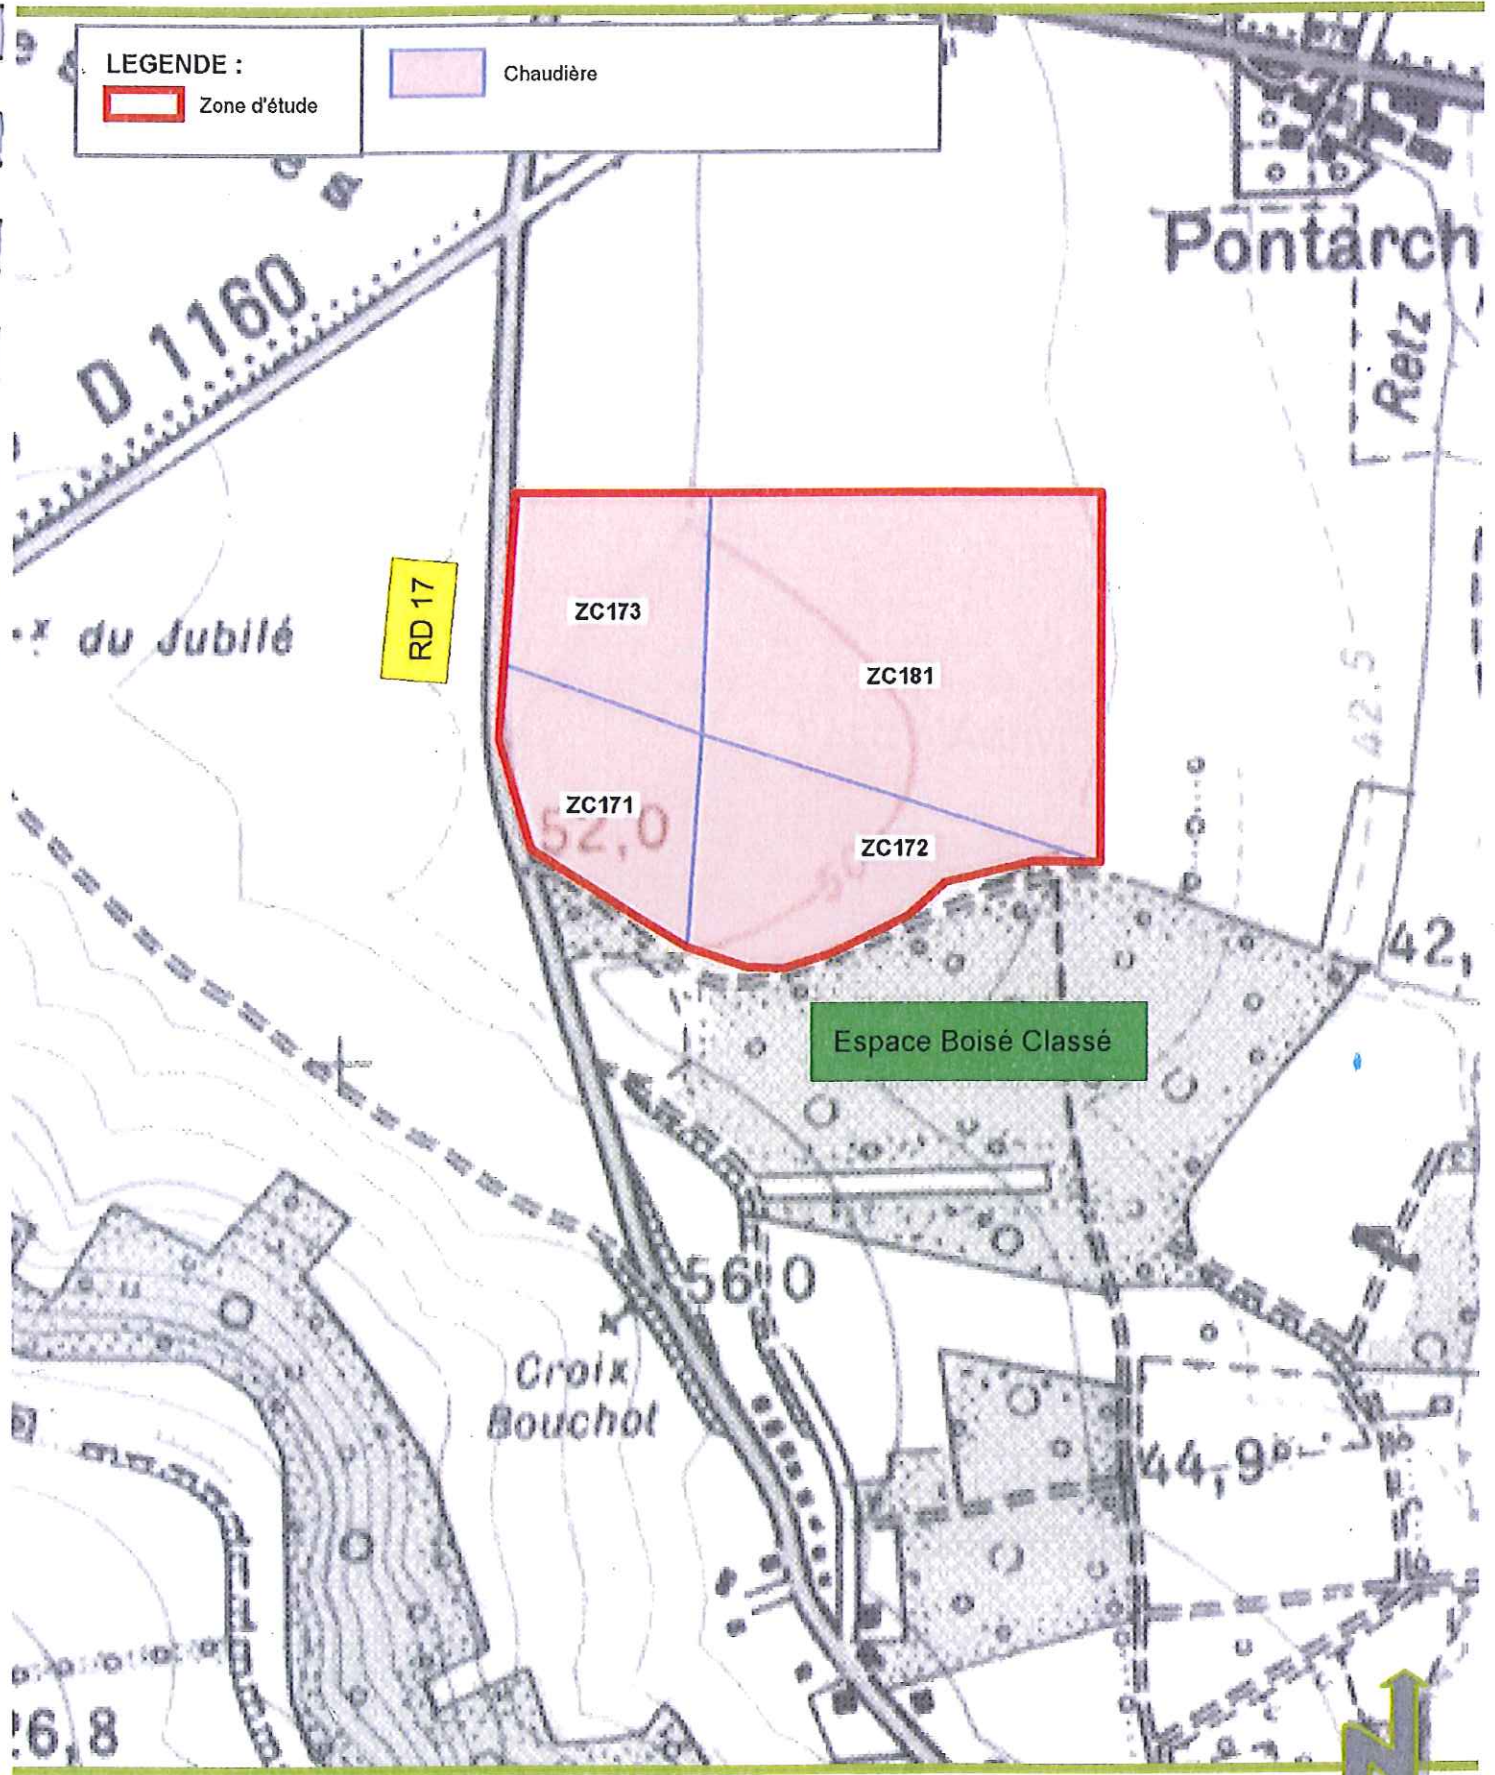 LEGENDE :
Zone d'étude
Chaudière
Pontarch
D 1160
Retz
RD 17
ZC173
du Jubilé
ZC181
42.5
ZC171
52,0
ZC172
50
42,
Espace Boisé Classé
56,0
Croix
Bouchot
44,9
26,8
N